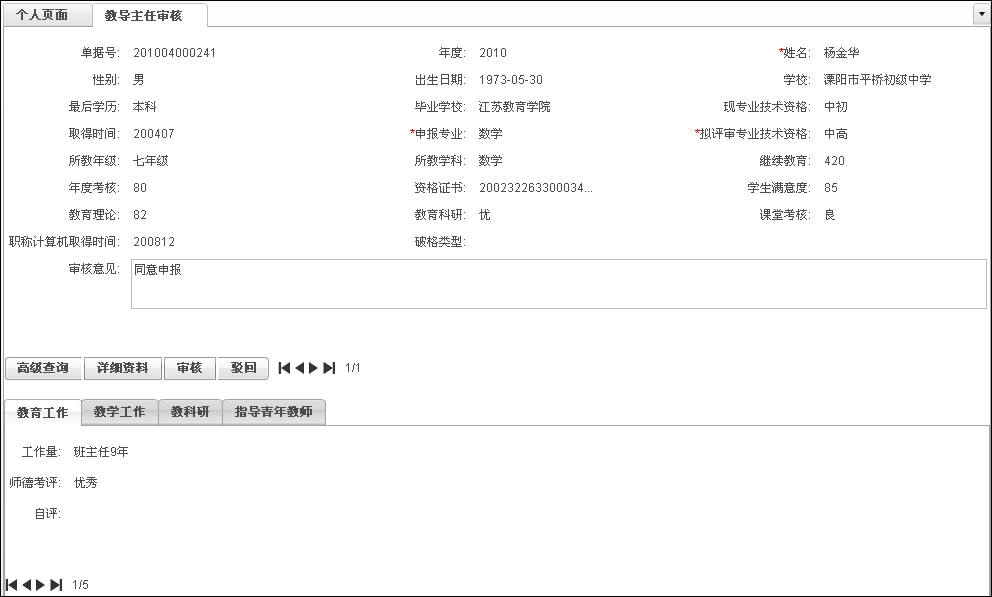 个人页面 教导主任审核
单据号: 201004000241 年度: 2010 *姓名: 杨金华
性别: 男 出生日期: 1973-05-30 学校: 溧阳市平桥初级中学
最后学历: 本科 毕业学校: 江苏教育学院 现专业技术资格: 中初
取得时间: 200407 *申报专业: 数学 *拟评审专业技术资格: 中高
所教年级: 七年级 所教学科: 数学 继续教育: 420
年度考核: 80 资格证书: 200232263300034... 学生满意度: 85
教育理论: 82 教育科研: 优 课堂考核: 良
职称计算机取得时间: 200812 破格类型:
审核意见: 同意申报
高级查询 详细资料 审核 驳回 1/1
教育工作 教学工作 教科研 指导青年教师
工作量: 班主任9年
师德考评: 优秀
自评:
1/5